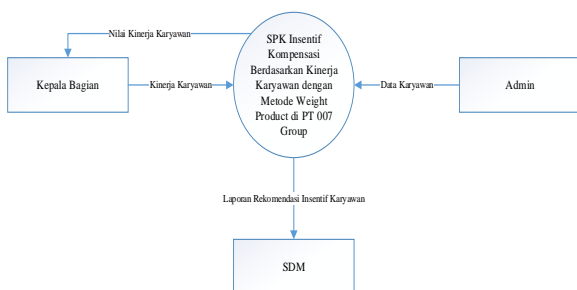 Nilai Kinerja Karyawan
SPK Insentif
Kompensasi
Berdasarkan Kinerja
Karyawan dengan
Metode Weight
Product di PT 007
Group
Kepala Bagian
Kinerja Karyawan
Data Karyawan
Admin
Laporan Rekomendasi Insentif Karyawan
SDM